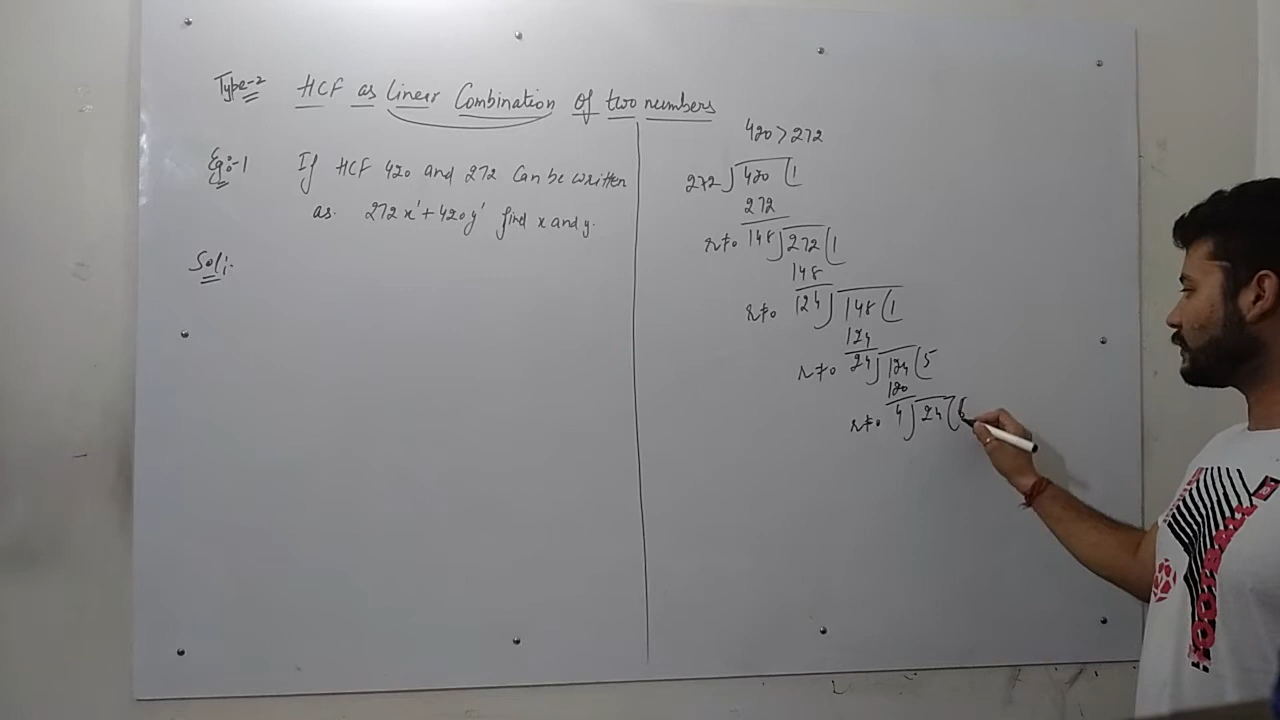 Type-2 HCF as Linear Combination of two numbers
Eg:-1 If HCF 420 and 272 can be written
as. 272x'+420y' find x and y.
Sol:-
420>272
272)420(1
272
r≠0 148)272(1
148
r≠0 124)148(1
124
r≠0 24)124(5
120
r≠0 4)24(6
FOOTBALL